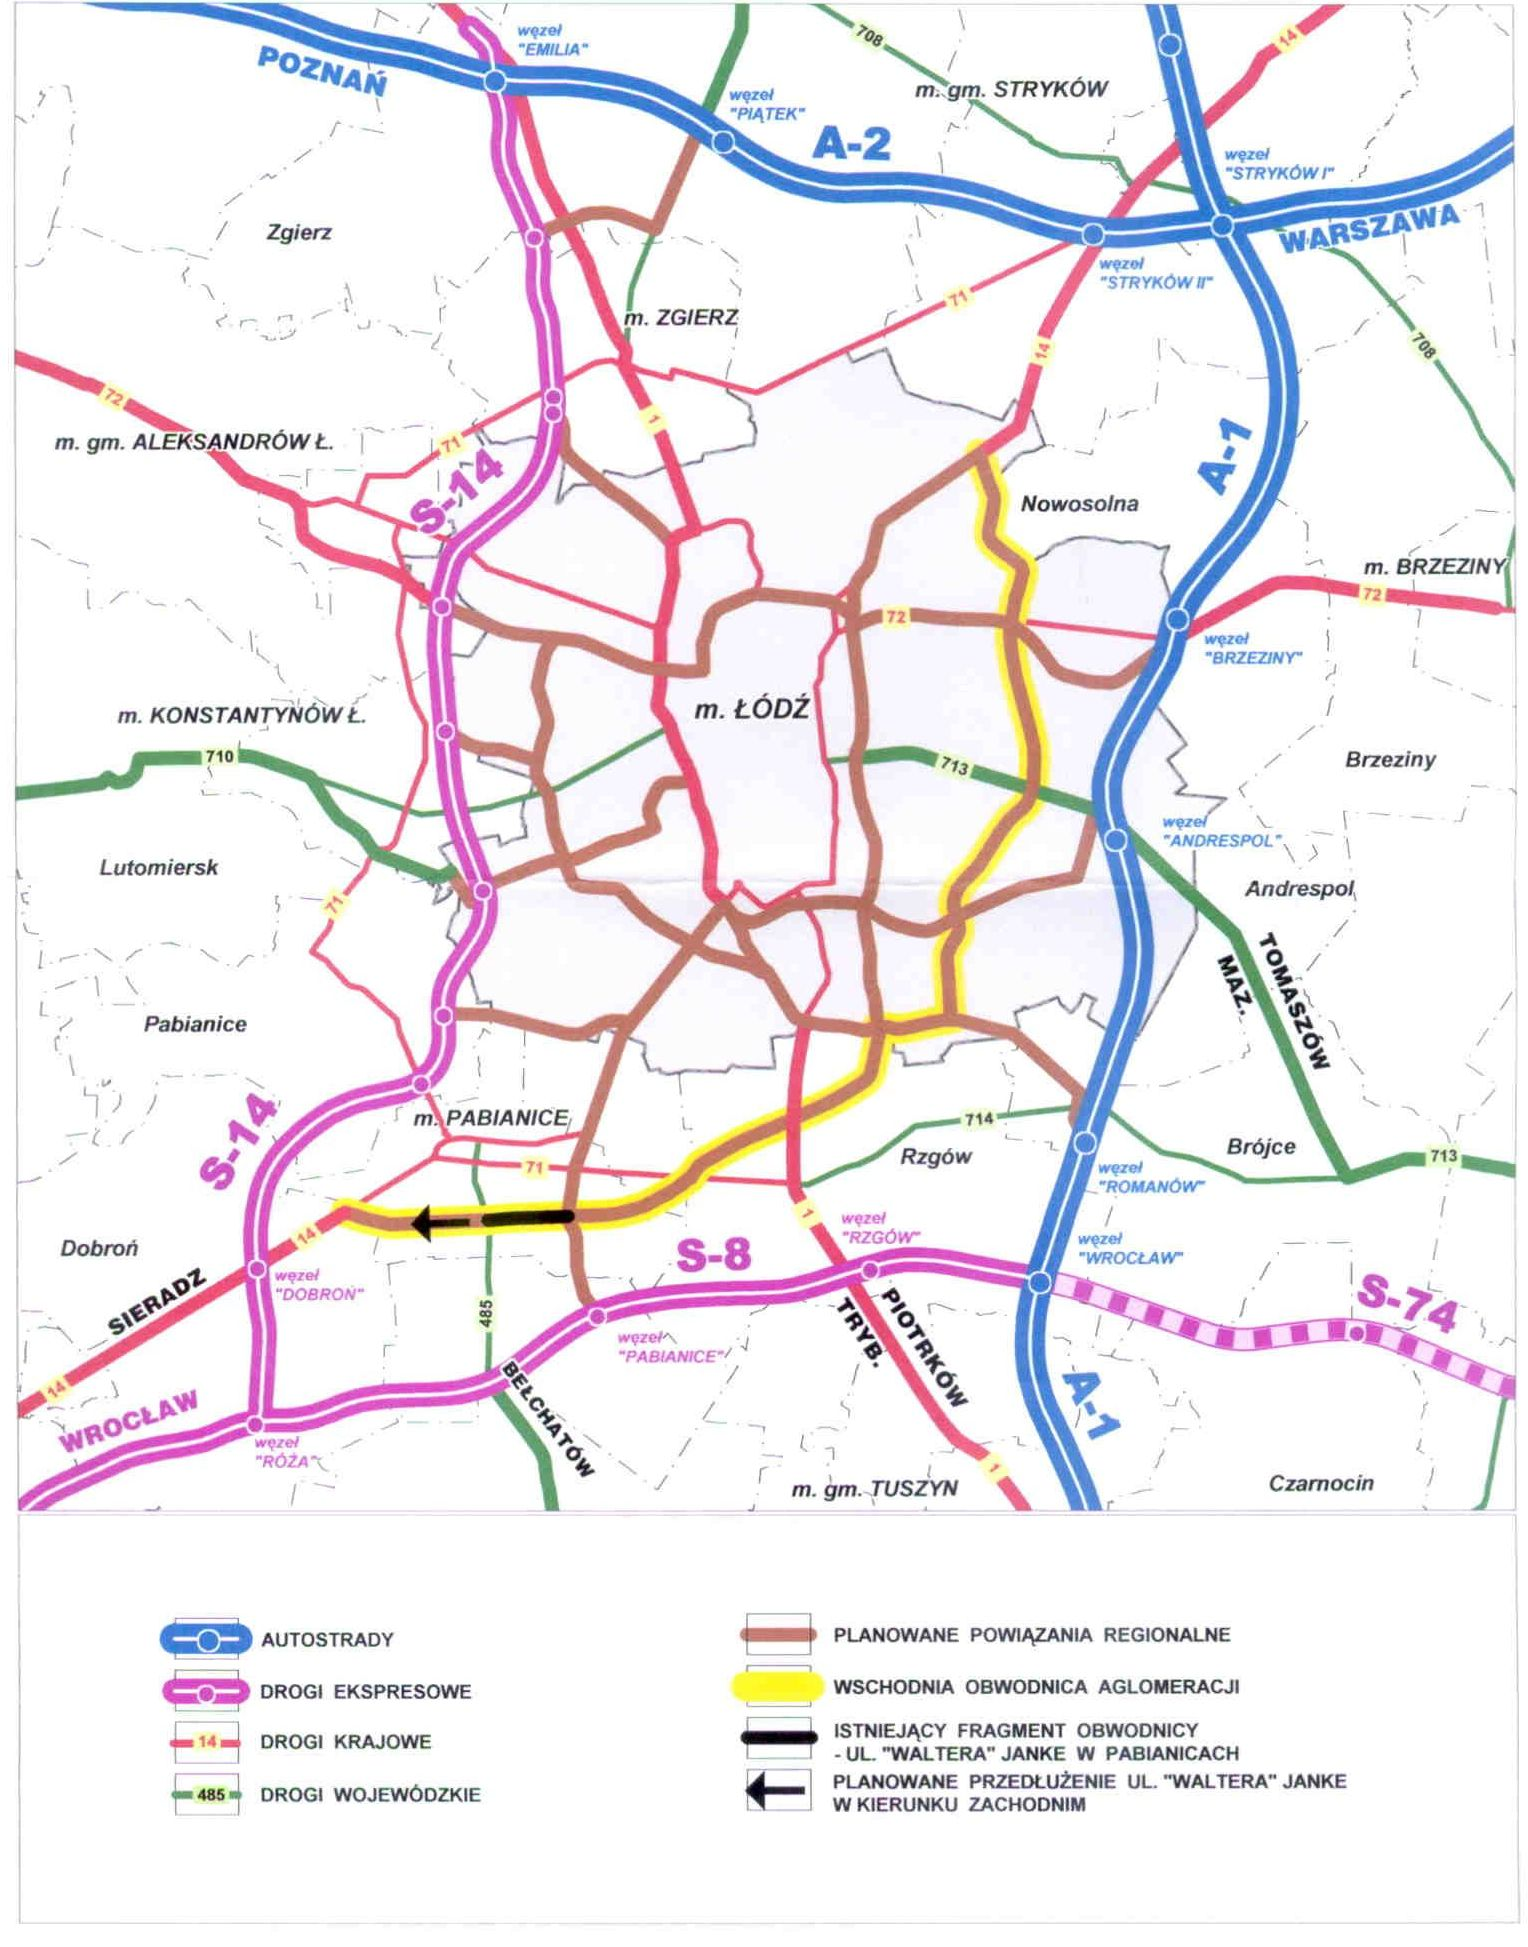 węzeł
"EMILIA"
POZNAŃ
708
14
m. gm. STRYKÓW
węzeł
"PIĄTEK"
A-2
węzeł
"STRYKÓW I"
WARSZAWA
Zgierz
węzeł
"STRYKÓW II"
71
m. ZGIERZ
708
14
72
1
m. gm. ALEKSANDRÓW Ł.
71
S-14
A-1
Nowosolna
m. BRZEZINY
72
72
węzeł
"BRZEZINY"
m. KONSTANTYNÓW Ł.
m. ŁÓDŹ
710
713
Brzeziny
węzeł
"ANDRESPOL"
Lutomiersk
Andrespol
71
TOMASZÓW
MAZ.
Pabianice
S-14
m. PABIANICE
714
Rzgów
Brójce
713
71
węzeł
"ROMANÓW"
14
1
węzeł
"RZGÓW"
Dobroń
S-8
węzeł
"WROCŁAW"
węzeł
"DOBROŃ"
SIERADZ
485
S-74
PIOTRKÓW
TRYB.
węzeł
"PABIANICE"
14
BEŁCHATÓW
A-1
WROCŁAW
węzeł
"RÓŻA"
1
m. gm. TUSZYN
Czarnocin
AUTOSTRADY
DROGI EKSPRESOWE
14 DROGI KRAJOWE
485 DROGI WOJEWÓDZKIE
PLANOWANE POWIĄZANIA REGIONALNE
WSCHODNIA OBWODNICA AGLOMERACJI
ISTNIEJĄCY FRAGMENT OBWODNICY
- UL. "WALTERA" JANKE W PABIANICACH
PLANOWANE PRZEDŁUŻENIE UL. "WALTERA" JANKE
W KIERUNKU ZACHODNIM